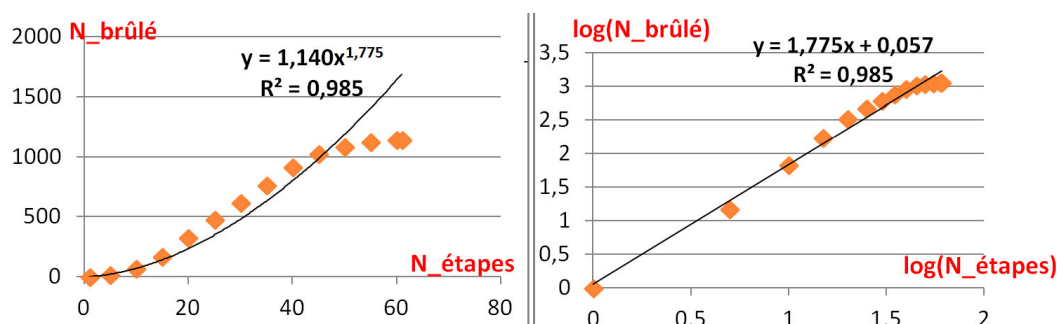 N_brûlé
2000
1500
1000
500
0
y = 1,140x^1,775
R² = 0,985
N_étapes
0
20
40
60
80
log(N_brûlé)
3,5
3
2,5
2
1,5
1
0,5
0
y = 1,775x + 0,057
R² = 0,985
log(N_étapes)
0
0,5
1
1,5
2